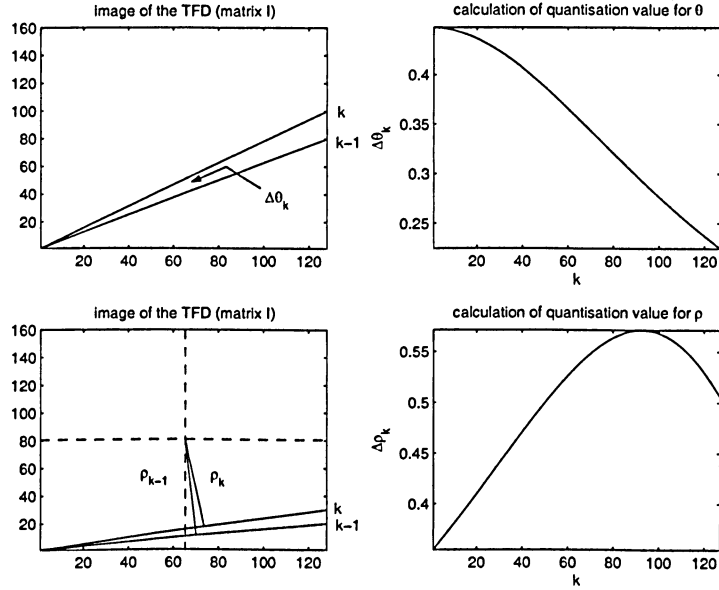 image of the TFD (matrix I)
160
140
120
100
80
60
40
20
20 40 60 80 100 120
k
k−1
Δθk
calculation of quantisation value for θ
0.4
0.35
0.3
0.25
Δθk
20 40 60 80 100 120
k
image of the TFD (matrix I)
160
140
120
100
80
60
40
20
20 40 60 80 100 120
ρk−1
ρk
k
k−1
calculation of quantisation value for ρ
0.55
0.5
0.45
0.4
Δρk
20 40 60 80 100 120
k